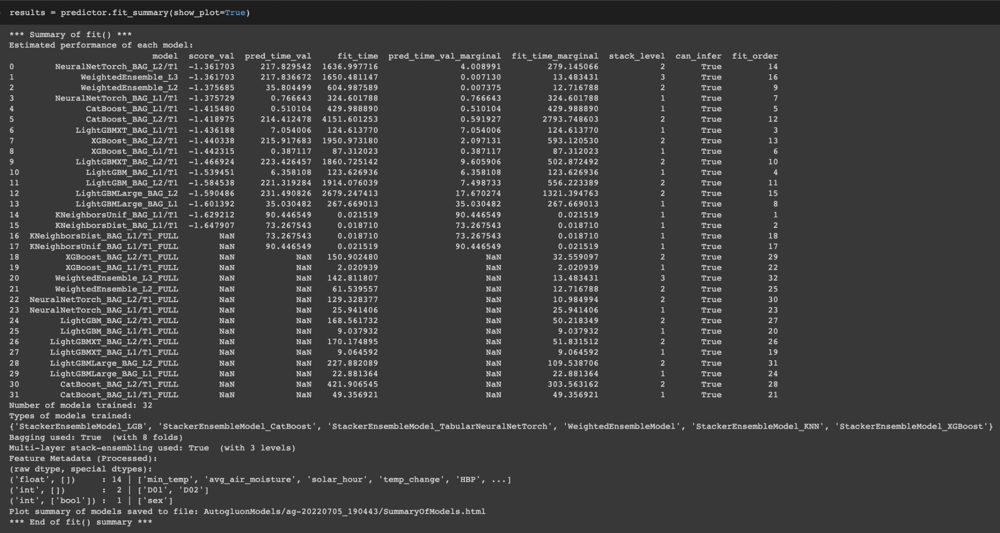 results = predictor.fit_summary(show_plot=True)
*** Summary of fit() ***
Estimated performance of each model:
model score_val pred_time_val fit_time pred_time_val_marginal fit_time_marginal stack_level can_infer fit_order
0 NeuralNetTorch_BAG_L2/T1 -1.361703 217.829542 1636.997716 4.008991 279.145066 2 True 14
1 WeightedEnsemble_L3 -1.361703 217.836672 1650.481147 0.007130 13.483431 3 True 16
2 WeightedEnsemble_L2 -1.375685 35.804499 604.987589 0.007375 12.716788 2 True 9
3 NeuralNetTorch_BAG_L1/T1 -1.375729 0.766643 324.601788 0.766643 324.601788 1 True 7
4 CatBoost_BAG_L1/T1 -1.415480 0.510104 429.988890 0.510104 429.988890 1 True 5
5 CatBoost_BAG_L2/T1 -1.418975 214.412478 4151.601253 0.591927 2793.748603 2 True 12
6 LightGBMXT_BAG_L1/T1 -1.436188 7.054006 124.613770 7.054006 124.613770 1 True 3
7 XGBoost_BAG_L2/T1 -1.440338 215.917683 1950.973180 2.097131 593.120530 2 True 13
8 XGBoost_BAG_L1/T1 -1.442315 0.387117 87.312023 0.387117 87.312023 1 True 6
9 LightGBMXT_BAG_L2/T1 -1.466924 223.426457 1860.725142 9.605906 502.872492 2 True 10
10 LightGBM_BAG_L1/T1 -1.539451 6.358108 123.626936 6.358108 123.626936 1 True 4
11 LightGBM_BAG_L2/T1 -1.584538 221.319284 1914.076039 7.498733 556.223389 2 True 11
12 LightGBMLarge_BAG_L2 -1.590486 231.490826 2679.247413 17.670274 1321.394763 2 True 15
13 LightGBMLarge_BAG_L1 -1.601392 35.030482 267.669013 35.030482 267.669013 1 True 8
14 KNeighborsUnif_BAG_L1/T1 -1.629212 90.446549 0.021519 90.446549 0.021519 1 True 1
15 KNeighborsDist_BAG_L1/T1 -1.647907 73.267543 0.018710 73.267543 0.018710 1 True 2
16 KNeighborsDist_BAG_L1/T1_FULL NaN 73.267543 0.018710 73.267543 0.018710 1 True 18
17 KNeighborsUnif_BAG_L1/T1_FULL NaN 90.446549 0.021519 90.446549 0.021519 1 True 17
18 XGBoost_BAG_L2/T1_FULL NaN NaN 150.902480 NaN 32.559097 2 True 29
19 XGBoost_BAG_L1/T1_FULL NaN NaN 2.020939 NaN 2.020939 1 True 22
20 WeightedEnsemble_L3_FULL NaN NaN 142.811807 NaN 13.483431 3 True 32
21 WeightedEnsemble_L2_FULL NaN NaN 61.539557 NaN 12.716788 2 True 25
22 NeuralNetTorch_BAG_L2/T1_FULL NaN NaN 129.328377 NaN 10.984994 2 True 30
23 NeuralNetTorch_BAG_L1/T1_FULL NaN NaN 25.941406 NaN 25.941406 1 True 23
24 LightGBM_BAG_L2/T1_FULL NaN NaN 168.561732 NaN 50.218349 2 True 27
25 LightGBM_BAG_L1/T1_FULL NaN NaN 9.037932 NaN 9.037932 1 True 20
26 LightGBMXT_BAG_L2/T1_FULL NaN NaN 170.174895 NaN 51.831512 2 True 26
27 LightGBMXT_BAG_L1/T1_FULL NaN NaN 9.064592 NaN 9.064592 1 True 19
28 LightGBMLarge_BAG_L2_FULL NaN NaN 227.882089 NaN 109.538706 2 True 31
29 LightGBMLarge_BAG_L1_FULL NaN NaN 22.881364 NaN 22.881364 1 True 24
30 CatBoost_BAG_L2/T1_FULL NaN NaN 421.906545 NaN 303.563162 2 True 28
31 CatBoost_BAG_L1/T1_FULL NaN NaN 49.356921 NaN 49.356921 1 True 21
Number of models trained: 32
Types of models trained:
{'StackerEnsembleModel_LGB', 'StackerEnsembleModel_CatBoost', 'StackerEnsembleModel_TabularNeuralNetTorch', 'WeightedEnsembleModel', 'StackerEnsembleModel_KNN', 'StackerEnsembleModel_XGBoost'}
Bagging used: True (with 8 folds)
Multi-layer stack-ensembling used: True (with 3 levels)
Feature Metadata (Processed):
(raw dtype, special dtypes):
('float', []) : 14 | ['min_temp', 'avg_air_moisture', 'solar_hour', 'temp_change', 'HBP', ...]
('int', []) : 2 | ['D01', 'D02']
('int', ['bool']) : 1 | ['sex']
Plot summary of models saved to file: AutogluonModels/ag-20220705_190443/SummaryOfModels.html
*** End of fit() summary ***